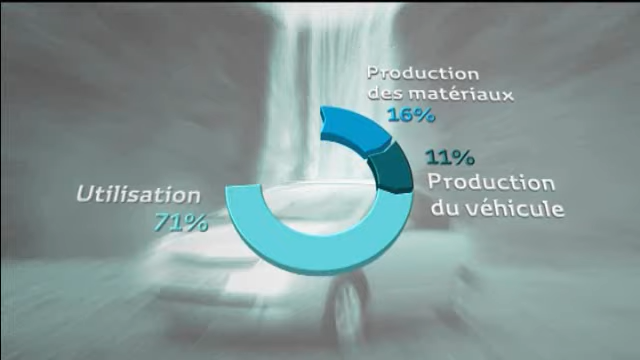 Production
des matériaux
16%
11%
Production
du véhicule
Utilisation
71%